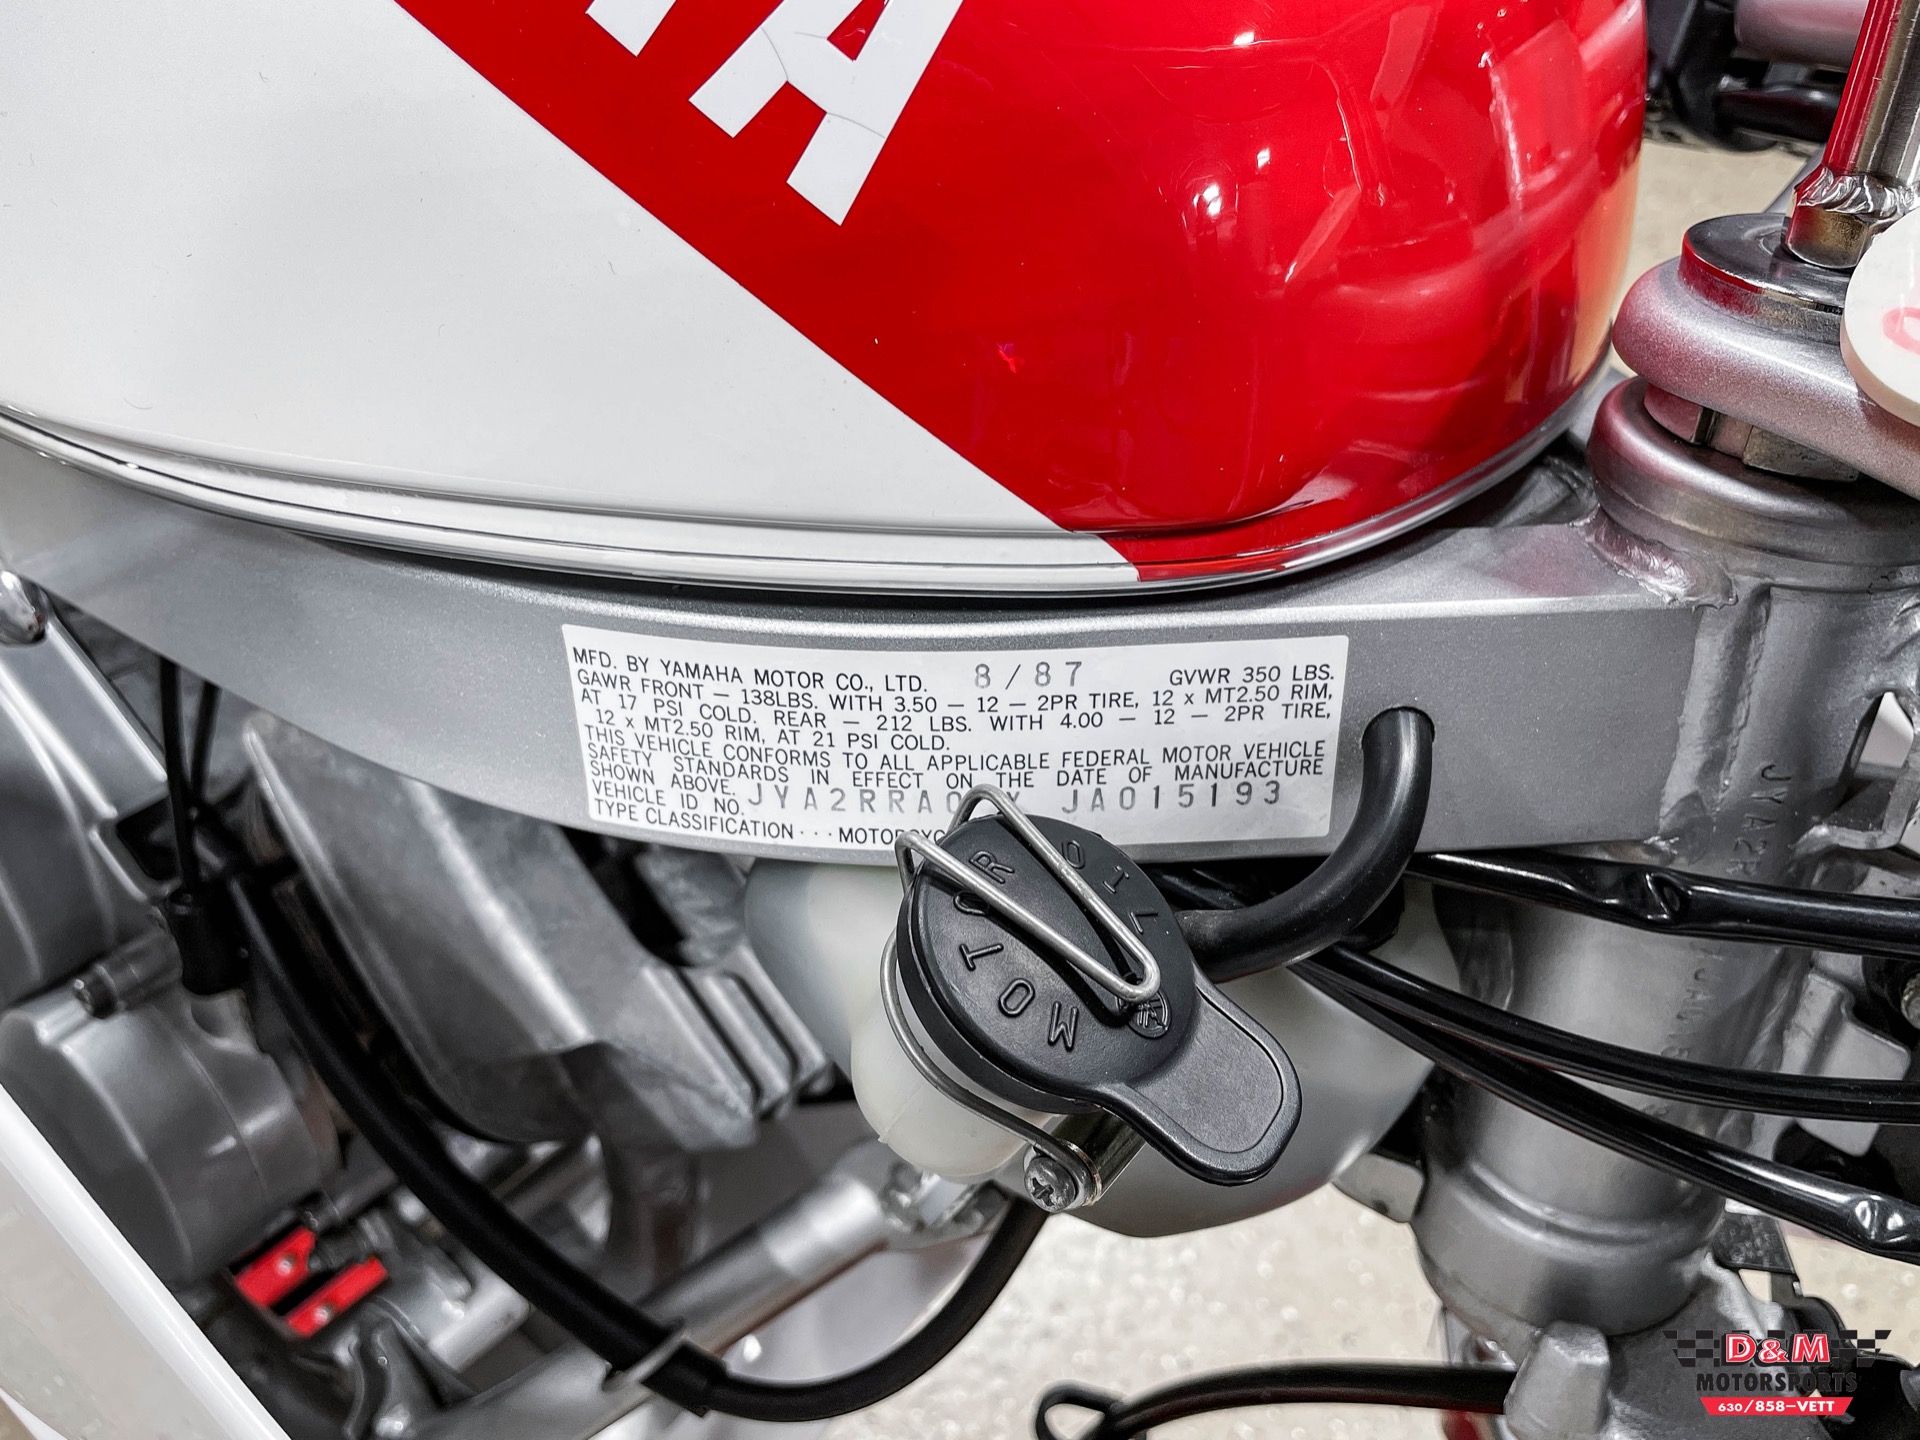 MFD. BY YAMAHA MOTOR CO., LTD. 8/87 GVWR 350 LBS.
GAWR FRONT — 138LBS. WITH 3.50 — 12 — 2PR TIRE, 12 x MT2.50 RIM,
AT 17 PSI COLD. REAR — 212 LBS. WITH 4.00 — 12 — 2PR TIRE,
12 x MT2.50 RIM, AT 21 PSI COLD.
THIS VEHICLE CONFORMS TO ALL APPLICABLE FEDERAL MOTOR VEHICLE
SAFETY STANDARDS IN EFFECT ON THE DATE OF MANUFACTURE
SHOWN ABOVE.
VEHICLE ID NO. JA015193
TYPE CLASSIFICATION
MOTOR OIL
D&M
MOTORSPORTS
630/858-VETT